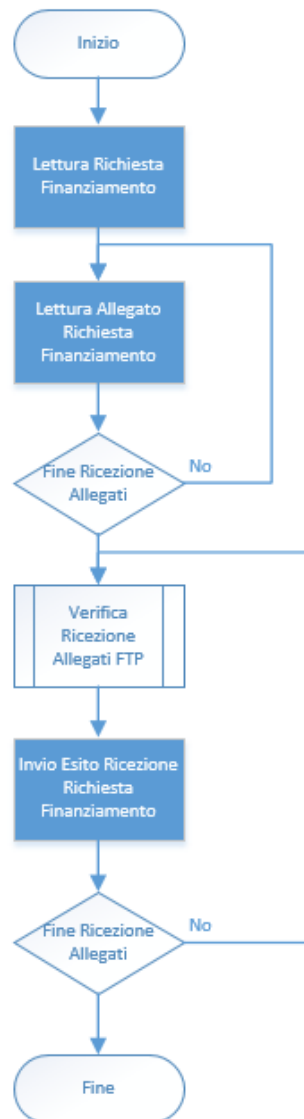 Inizio
Lettura Richiesta
Finanziamento
Lettura Allegato
Richiesta
Finanziamento
Fine Ricezione
Allegati
No
Verifica
Ricezione
Allegati FTP
Invio Esito Ricezione
Richiesta
Finanziamento
Fine Ricezione
Allegati
No
Fine